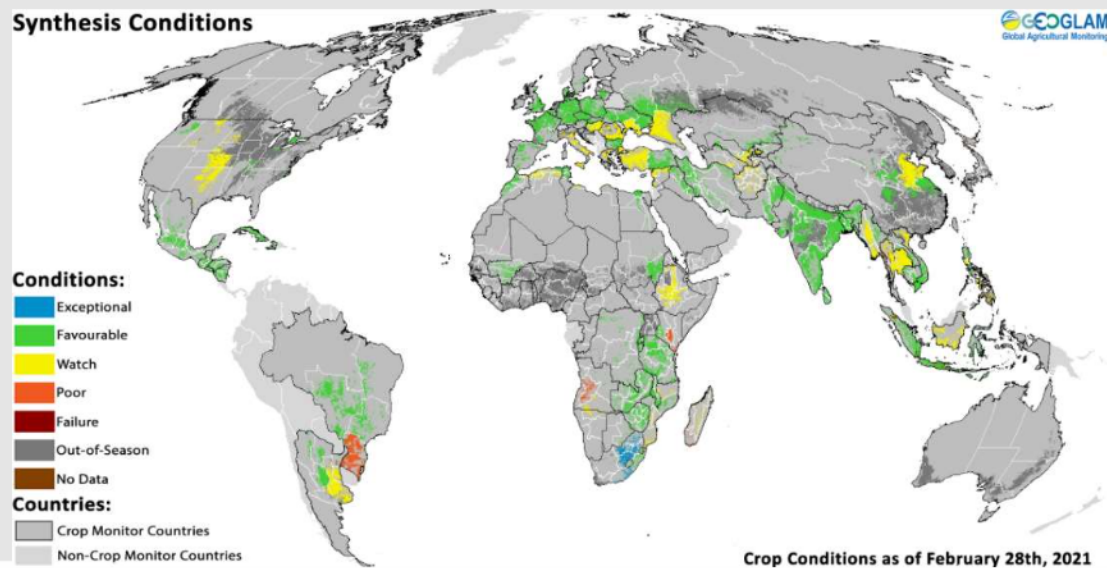 Synthesis Conditions
GEOGLAM
Global Agricultural Monitoring
Conditions:
Exceptional
Favourable
Watch
Poor
Failure
Out-of-Season
No Data
Countries:
Crop Monitor Countries
Non-Crop Monitor Countries
Crop Conditions as of February 28th, 2021